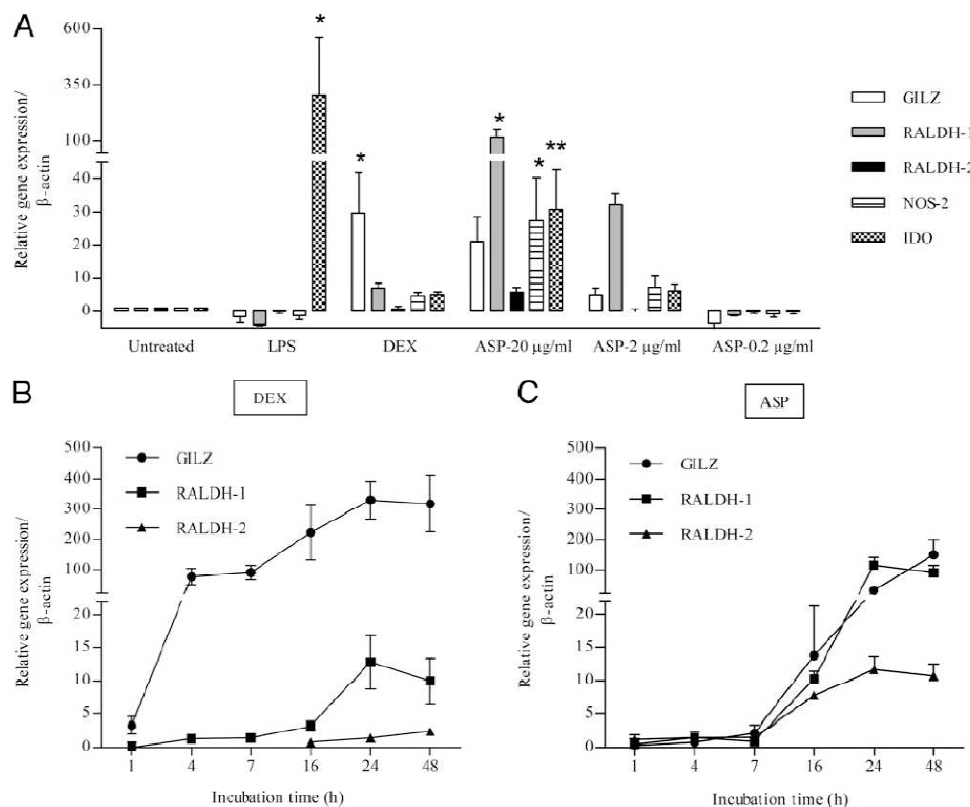 A
600
350
100
40
20
0
Relative gene expression/
β-actin
* * * * **
GILZ
RALDH-1
RALDH-2
NOS-2
IDO
Untreated LPS DEX ASP-20 µg/ml ASP-2 µg/ml ASP-0.2 µg/ml
B
DEX
500
400
300
200
100
20
15
10
5
0
Relative gene expression/
β-actin
GILZ
RALDH-1
RALDH-2
1 4 7 16 24 48
Incubation time (h)
C
ASP
500
400
300
200
150
100
20
15
10
5
0
Relative gene expression/
β-actin
GILZ
RALDH-1
RALDH-2
1 4 7 16 24 48
Incubation time (h)